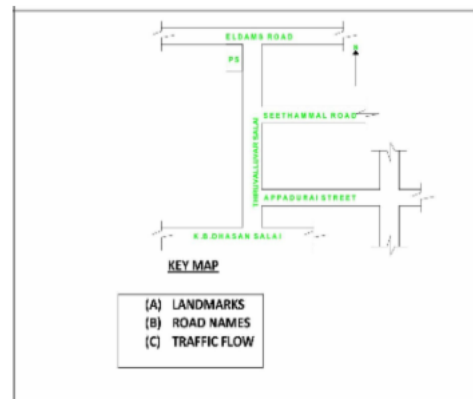 ELDAMS ROAD
PS
SEETHAMMAL ROAD
THIRUVALLUVAR SALAI
APPADURAI STREET
K.B.DHASAN SALAI
KEY MAP
(A) LANDMARKS
(B) ROAD NAMES
(C) TRAFFIC FLOW